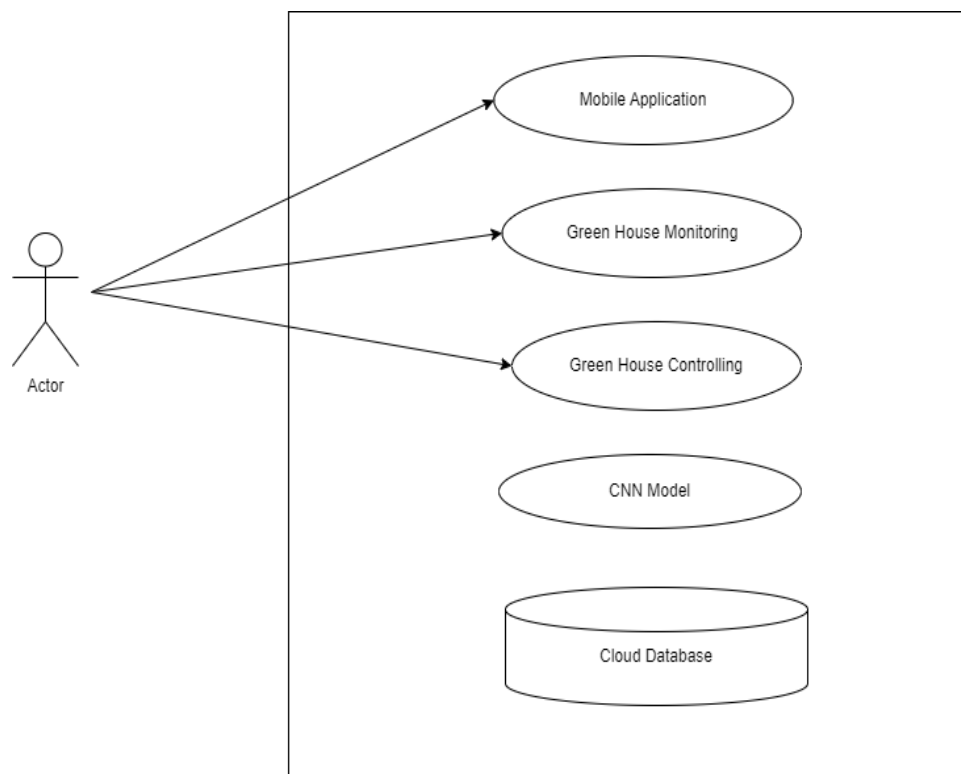 Mobile Application
Green House Monitoring
Green House Controlling
Actor
CNN Model
Cloud Database